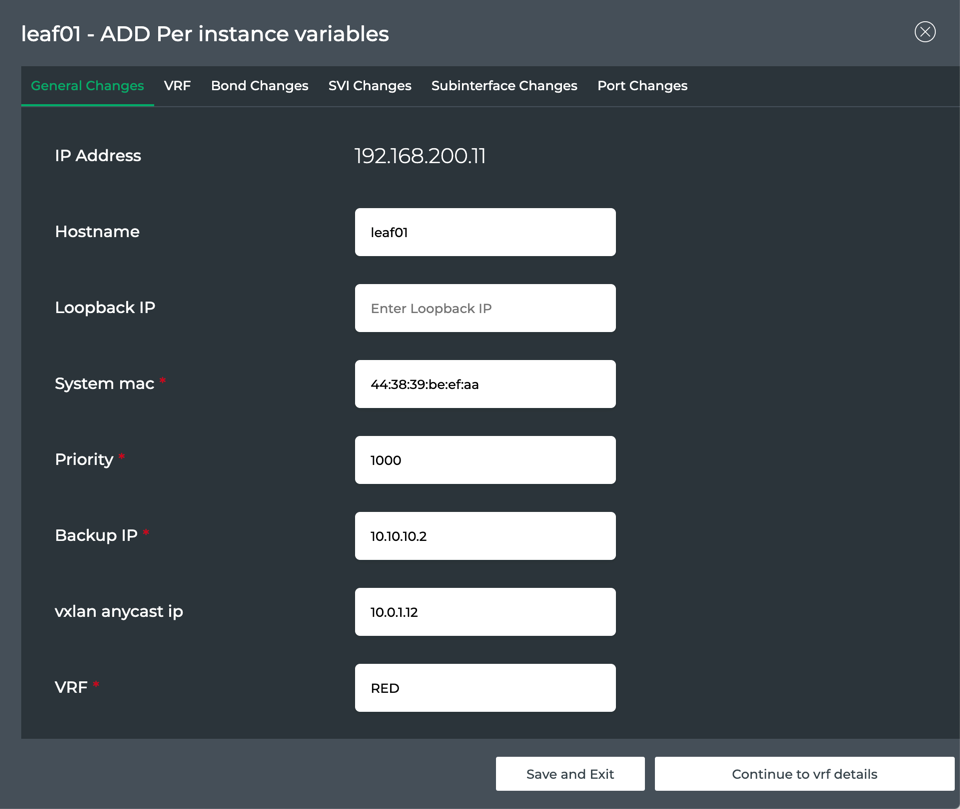 leaf01 - ADD Per instance variables
General Changes VRF Bond Changes SVI Changes Subinterface Changes Port Changes
IP Address 192.168.200.11
Hostname leaf01
Loopback IP Enter Loopback IP
System mac * 44:38:39:be:ef:aa
Priority * 1000
Backup IP * 10.10.10.2
vxlan anycast ip 10.0.1.12
VRF * RED
Save and Exit Continue to vrf details